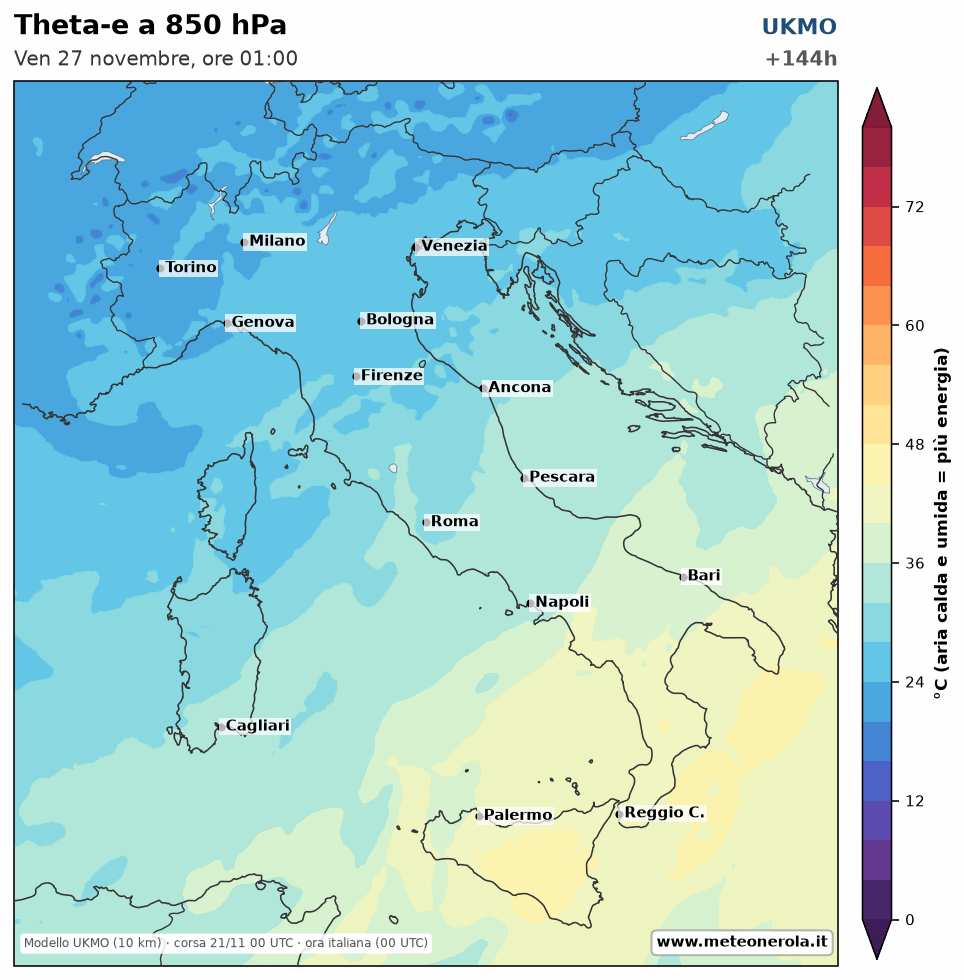 Theta-e a 850 hPa
UKMO
Ven 27 novembre, ore 01:00
+144h
Milano
Venezia
Torino
Genova
Bologna
Firenze
Ancona
Pescara
Roma
Bari
Napoli
Cagliari
Palermo
Reggio C.
72
60
48
36
24
12
0
°C (aria calda e umida = più energia)
Modello UKMO (10 km) · corsa 21/11 00 UTC · ora italiana (00 UTC)
www.meteonerola.it